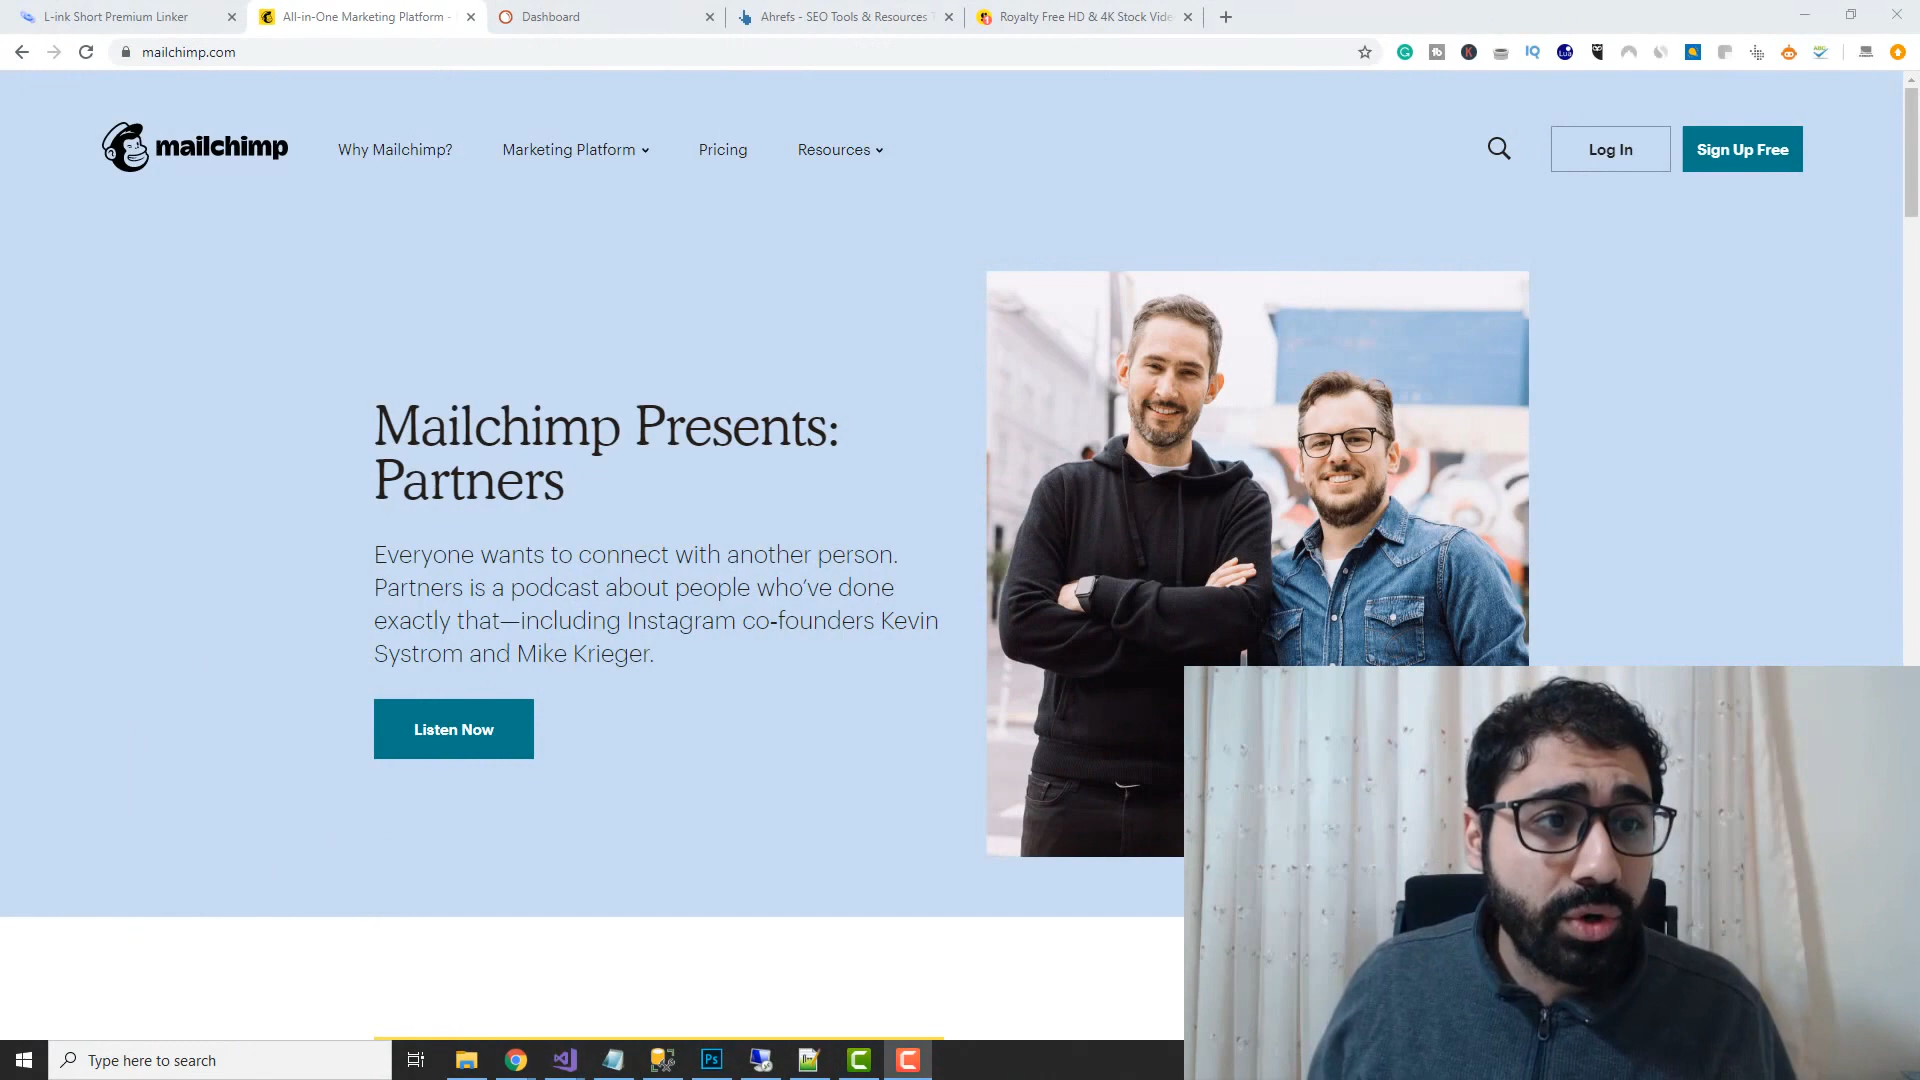 L-ink Short Premium Linker
All-in-One Marketing Platform -
Dashboard
Ahrefs - SEO Tools & Resources
Royalty Free HD & 4K Stock Vide
mailchimp.com
mailchimp
Why Mailchimp?
Marketing Platform
Pricing
Resources
Log In
Sign Up Free
Mailchimp Presents:
Partners
Everyone wants to connect with another person.
Partners is a podcast about people who’ve done
exactly that—including Instagram co-founders Kevin
Systrom and Mike Krieger.
Listen Now
Type here to search